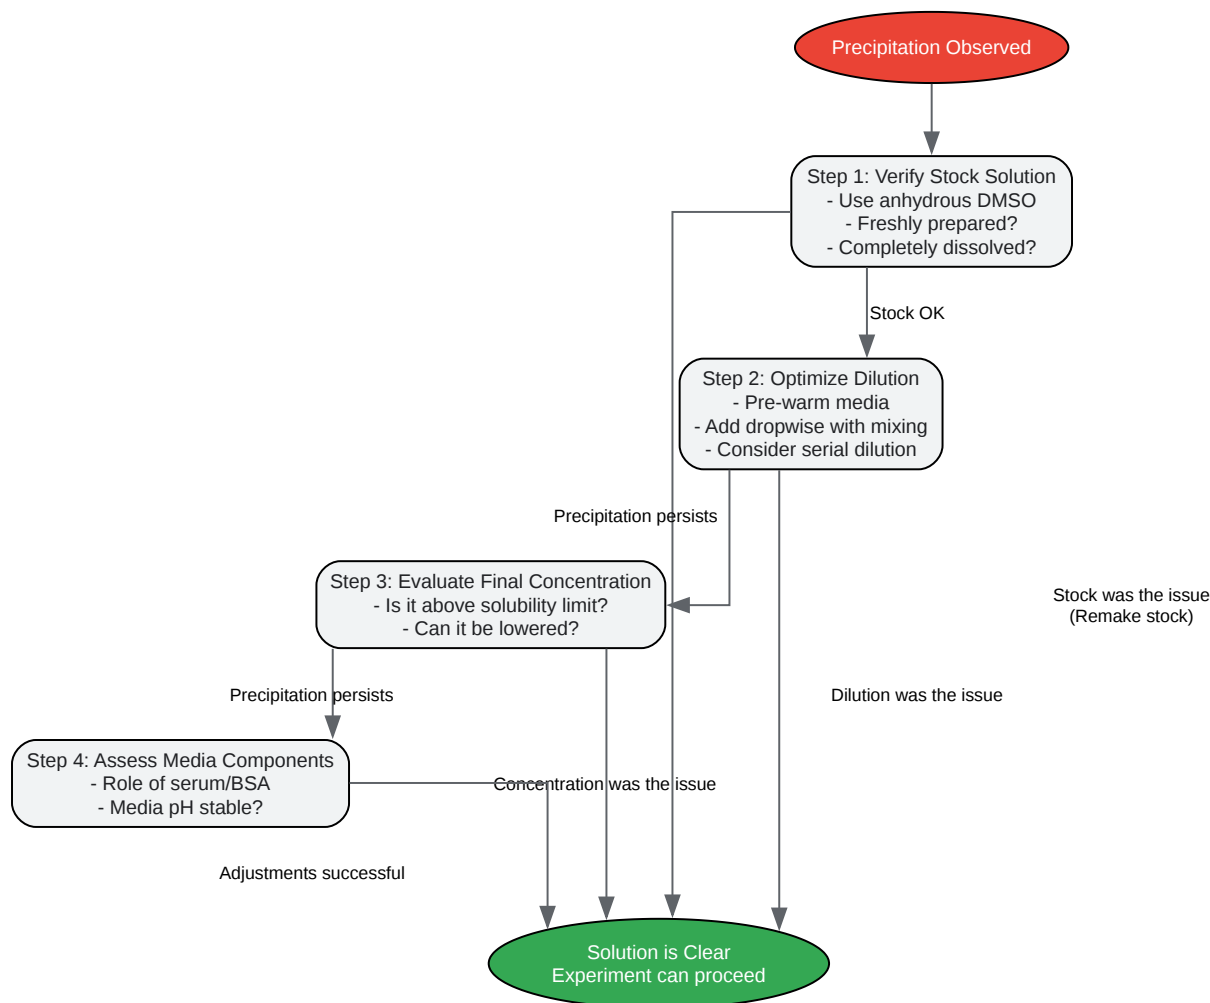 Precipitation Observed
Step 1: Verify Stock Solution
- Use anhydrous DMSO
- Freshly prepared?
- Completely dissolved?
Stock OK
Step 2: Optimize Dilution
- Pre-warm media
- Add dropwise with mixing
- Consider serial dilution
Precipitation persists
Step 3: Evaluate Final Concentration
- Is it above solubility limit?
- Can it be lowered?
Stock was the issue
(Remake stock)
Precipitation persists
Dilution was the issue
Step 4: Assess Media Components
- Role of serum/BSA
- Media pH stable?
Concentration was the issue
Adjustments successful
Solution is Clear
Experiment can proceed